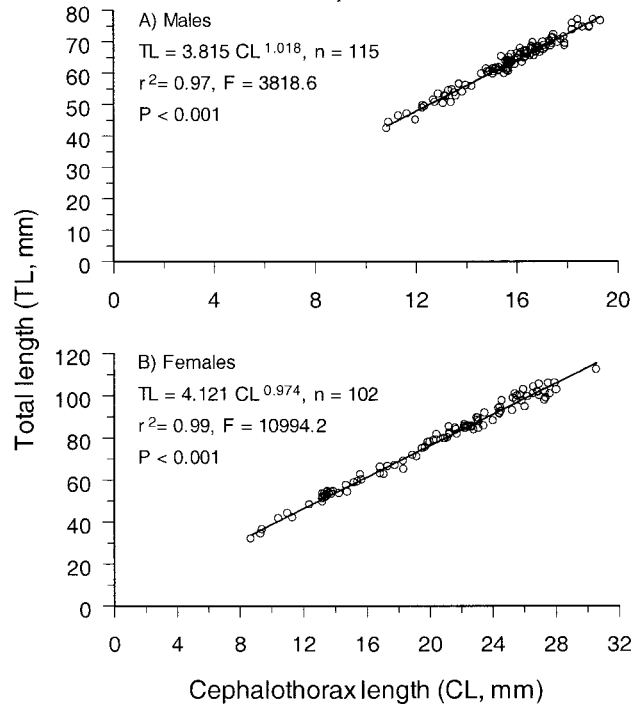 A) Males
TL = 3.815 CL^1.018, n = 115
r² = 0.97, F = 3818.6
P < 0.001
80
70
60
50
40
30
20
10
0
0 4 8 12 16 20
Total length (TL, mm)
B) Females
TL = 4.121 CL^0.974, n = 102
r² = 0.99, F = 10994.2
P < 0.001
120
100
80
60
40
20
0
0 4 8 12 16 20 24 28 32
Cephalothorax length (CL, mm)